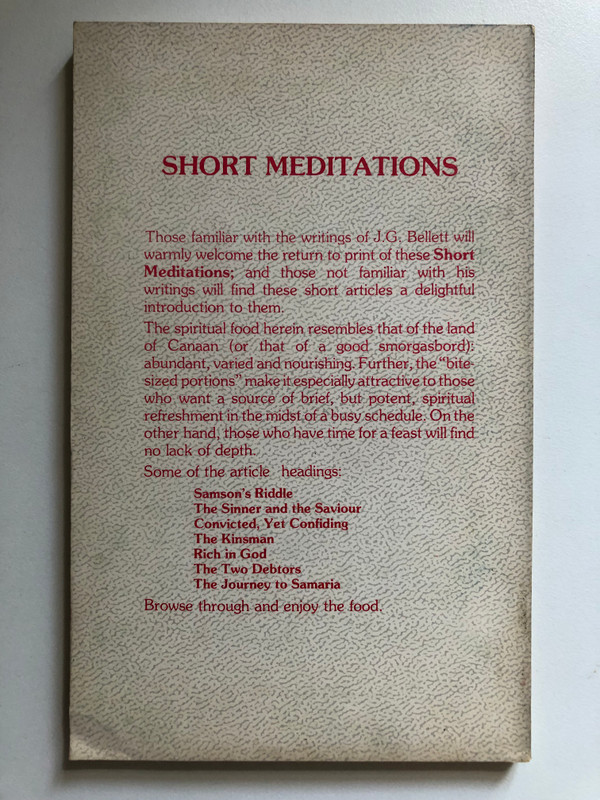 SHORT MEDITATIONS
Those familiar with the writings of J.G. Bellett will
warmly welcome the return to print of these Short
Meditations; and those not familiar with his
writings will find these short articles a delightful
introduction to them.
The spiritual food herein resembles that of the land
of Canaan (or that of a good smorgasbord):
abundant, varied and nourishing. Further, the “bite-
sized portions” make it especially attractive to those
who want a source of brief, but potent, spiritual
refreshment in the midst of a busy schedule. On the
other hand, those who have time for a feast will find
no lack of depth.
Some of the article headings:
Samson's Riddle
The Sinner and the Saviour
Convicted, Yet Confiding
The Kinsman
Rich in God
The Two Debtors
The Journey to Samaria
Browse through and enjoy the food.